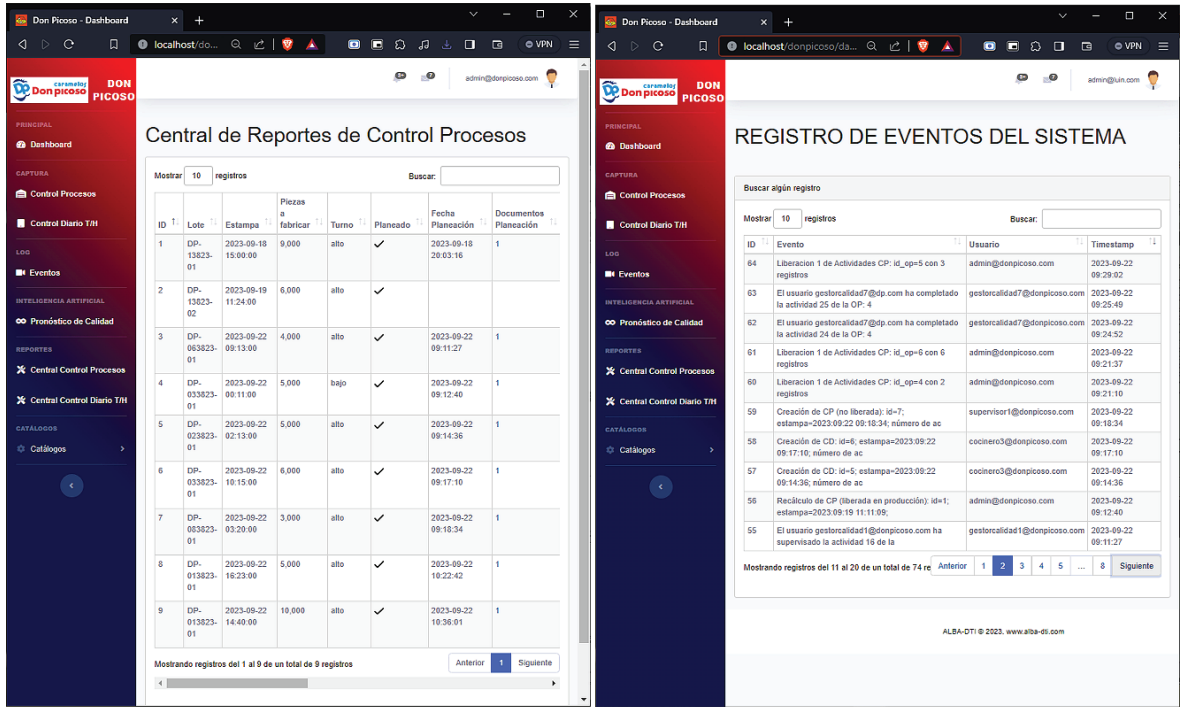 Don Picoso - Dashboard
localhost/do...
VPN
caramelos
Don picoso
DON
PICOSO
PRINCIPAL
Dashboard
CAPTURA
Control Procesos
Control Diario T/H
LOG
Eventos
INTELIGENCIA ARTIFICIAL
Pronóstico de Calidad
REPORTES
Central Control Procesos
Central Control Diario T/H
CATÁLOGOS
Catálogos
admin@donpicoso.com
Central de Reportes de Control Procesos
Mostrar 10 registros Buscar:
ID Lote Estampa Piezas a fabricar Turno Planeado Fecha Planeación Documentos Planeación
1 DP-13823-01 2023-09-18 15:00:00 9,000 alto 2023-09-18 20:03:16 1
2 DP-13823-02 2023-09-19 11:24:00 6,000 alto
3 DP-063823-01 2023-09-22 09:13:00 4,000 alto 2023-09-22 09:11:27 1
4 DP-033823-01 2023-09-22 00:11:00 5,000 bajo 2023-09-22 09:12:40 1
5 DP-023823-01 2023-09-22 02:13:00 5,000 alto 2023-09-22 09:14:36 1
6 DP-033823-01 2023-09-22 10:15:00 6,000 alto 2023-09-22 09:17:10 1
7 DP-083823-01 2023-09-22 03:20:00 3,000 alto 2023-09-22 09:18:34 1
8 DP-013823-01 2023-09-22 16:23:00 5,000 alto 2023-09-22 10:22:42 1
9 DP-013823-01 2023-09-22 14:40:00 10,000 alto 2023-09-22 10:36:01 1
Mostrando registros del 1 al 9 de un total de 9 registros
Anterior 1 Siguiente
Don Picoso - Dashboard
localhost/donpicoso/da...
VPN
caramelos
Don picoso
DON
PICOSO
PRINCIPAL
Dashboard
CAPTURA
Control Procesos
Control Diario T/H
LOG
Eventos
INTELIGENCIA ARTIFICIAL
Pronóstico de Calidad
REPORTES
Central Control Procesos
Central Control Diario T/H
CATÁLOGOS
Catálogos
admin@luin.com
REGISTRO DE EVENTOS DEL SISTEMA
Buscar algún registro
Mostrar 10 registros Buscar:
ID Evento Usuario Timestamp
64 Liberacion 1 de Actividades CP: id_op=5 con 3 registros admin@donpicoso.com 2023-09-22 09:29:02
63 El usuario gestorcalidad7@dp.com ha completado la actividad 25 de la OP: 4 gestorcalidad7@donpicoso.com 2023-09-22 09:25:49
62 El usuario gestorcalidad7@dp.com ha completado la actividad 24 de la OP: 4 gestorcalidad7@donpicoso.com 2023-09-22 09:24:52
61 Liberacion 1 de Actividades CP: id_op=6 con 6 registros admin@donpicoso.com 2023-09-22 09:21:37
60 Liberacion 1 de Actividades CP: id_op=4 con 2 registros admin@donpicoso.com 2023-09-22 09:21:10
59 Creación de CP (no liberada): id=7; estampa=2023:09:22 09:18:34; número de ac supervisor1@donpicoso.com 2023-09-22 09:18:34
58 Creación de CD: id=6; estampa=2023:09:22 09:17:10; número de ac cocinero3@donpicoso.com 2023-09-22 09:17:10
57 Creación de CD: id=5; estampa=2023:09:22 09:14:36; número de ac cocinero3@donpicoso.com 2023-09-22 09:14:36
56 Recálculo de CP (liberada en producción): id=1; estampa=2023:09:19 11:11:09; admin@donpicoso.com 2023-09-22 09:12:40
55 El usuario gestorcalidad1@donpicoso.com ha supervisado la actividad 16 de la gestorcalidad1@donpicoso.com 2023-09-22 09:11:27
Mostrando registros del 11 al 20 de un total de 74 re
Anterior 1 2 3 4 5 ... 8 Siguiente
ALBA-DTI © 2023. www.alba-dti.com